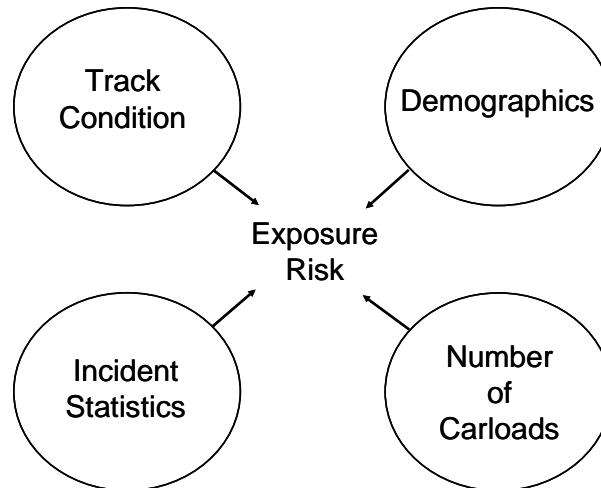 Track
Condition
Demographics
Exposure
Risk
Incident
Statistics
Number
of
Carloads